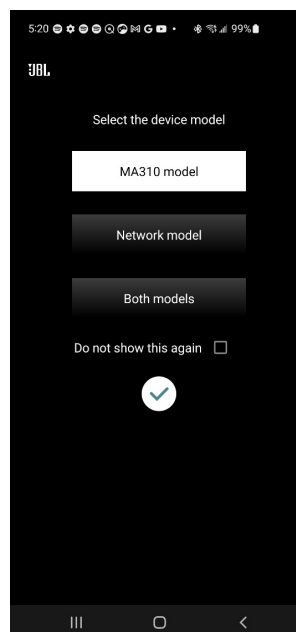 5:20 99%
JBL
Select the device model
MA310 model
Network model
Both models
Do not show this again